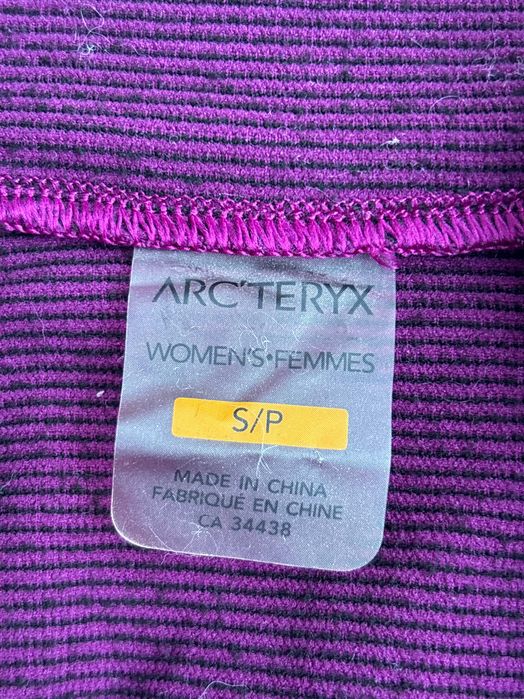 ARC'TERYX
WOMEN'S•FEMMES
S/P
MADE IN CHINA
FABRIQUÉ EN CHINE
CA 34438